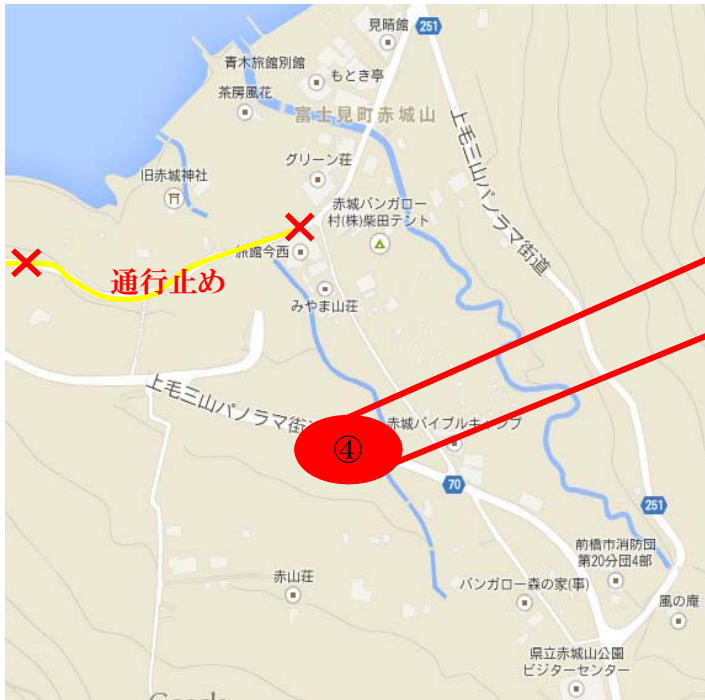 見晴館
251
青木旅館別館
もとき亭
茶房風花
富士見町赤城山
上毛三山パノラマ街道
グリーン荘
旧赤城神社
赤城バンガロー
村(株)柴田テント
旅館今西
通行止め
みやま山荘
上毛三山パノラマ街道
④
赤城バイブルキャンプ
70
251
前橋市消防団
第20分団4部
赤山荘
バンガロー森の家(事)
風の庵
県立赤城山公園
ビジターセンター
Google